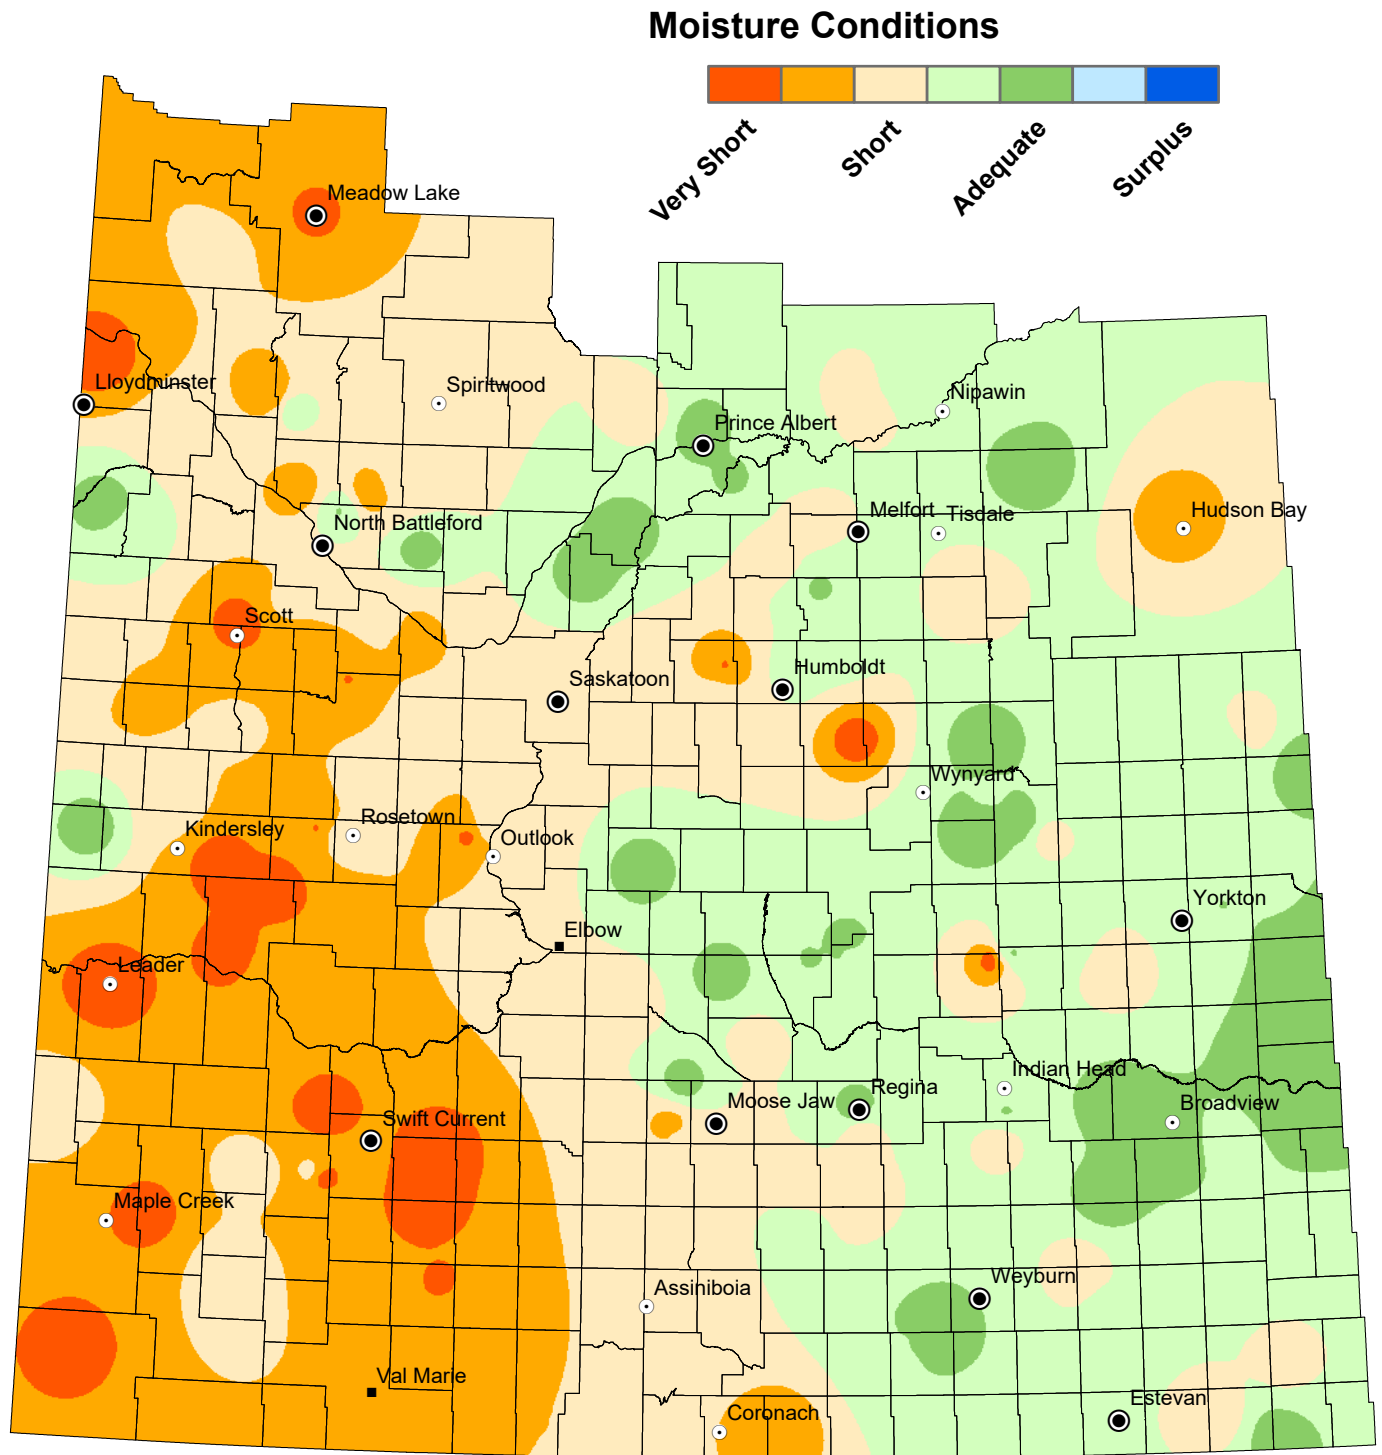 Moisture Conditions
Very Short
Short
Adequate
Surplus
Meadow Lake
Lloydminster
Spiritwood
Nipawin
Prince Albert
North Battleford
Melfort
Tisdale
Hudson Bay
Scott
Saskatoon
Humboldt
Wynyard
Kindersley
Rosetown
Outlook
Yorkton
Elbow
Leader
Indian Head
Swift Current
Moose Jaw
Regina
Broadview
Maple Creek
Assiniboia
Weyburn
Val Marie
Coronach
Estevan